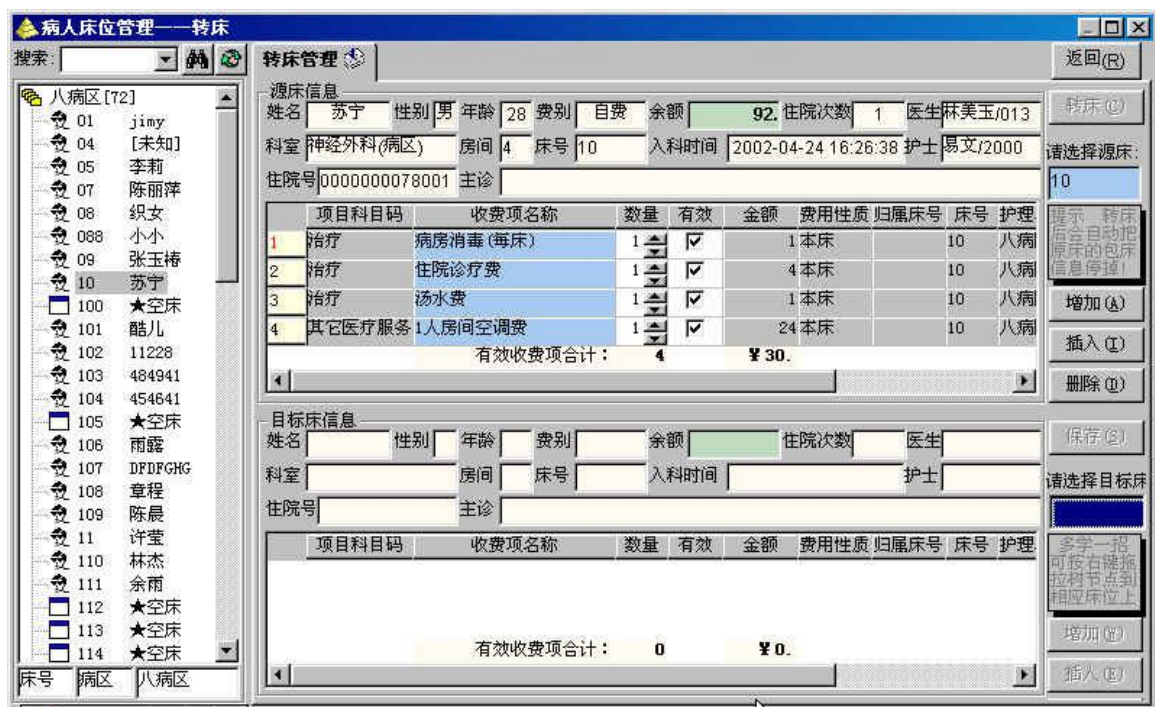 病人床位管理——转床
搜索:
转床管理
返回(R)
八病区[72]
01 jimy
04 [未知]
05 李莉
07 陈丽萍
08 织女
088 小小
09 张玉椿
10 苏宁
100 ★空床
101 酷儿
102 11228
103 484941
104 454641
105 ★空床
106 雨露
107 DFDFGHG
108 章程
109 陈晨
11 许莹
110 林杰
111 余雨
112 ★空床
113 ★空床
114 ★空床
床号 病区 八病区
源床信息
姓名 苏宁 性别 男 年龄 28 费别 自费 余额 92. 住院次数 1 医生 林美玉/013
科室 神经外科(病区) 房间 4 床号 10 入科时间 2002-04-24 16:26:38 护士 易文/2000
住院号 0000000078001 主诊
项目科目码 收费项名称 数量 有效 金额 费用性质 归属床号 床号 护理
1 治疗 病房消毒(每床) 1 1 本床 10 八病
2 治疗 住院诊疗费 1 4 本床 10 八病
3 治疗 汤水费 1 1 本床 10 八病
4 其它医疗服务 1人房间空调费 1 24 本床 10 八病
有效收费项合计: 4 ¥30.
目标床信息
姓名 性别 年龄 费别 余额 住院次数 医生
科室 房间 床号 入科时间 护士
住院号 主诊
项目科目码 收费项名称 数量 有效 金额 费用性质 归属床号 床号 护理
有效收费项合计: 0 ¥0.
转床(C)
请选择源床:
10
提示 转床
后会自动把
原床的包床
信息停掉!
增加(A)
插入(I)
删除(D)
保存(S)
请选择目标床
多学一招
可按右键拖
拉树节点到
相应床位上
增加(W)
插入(E)